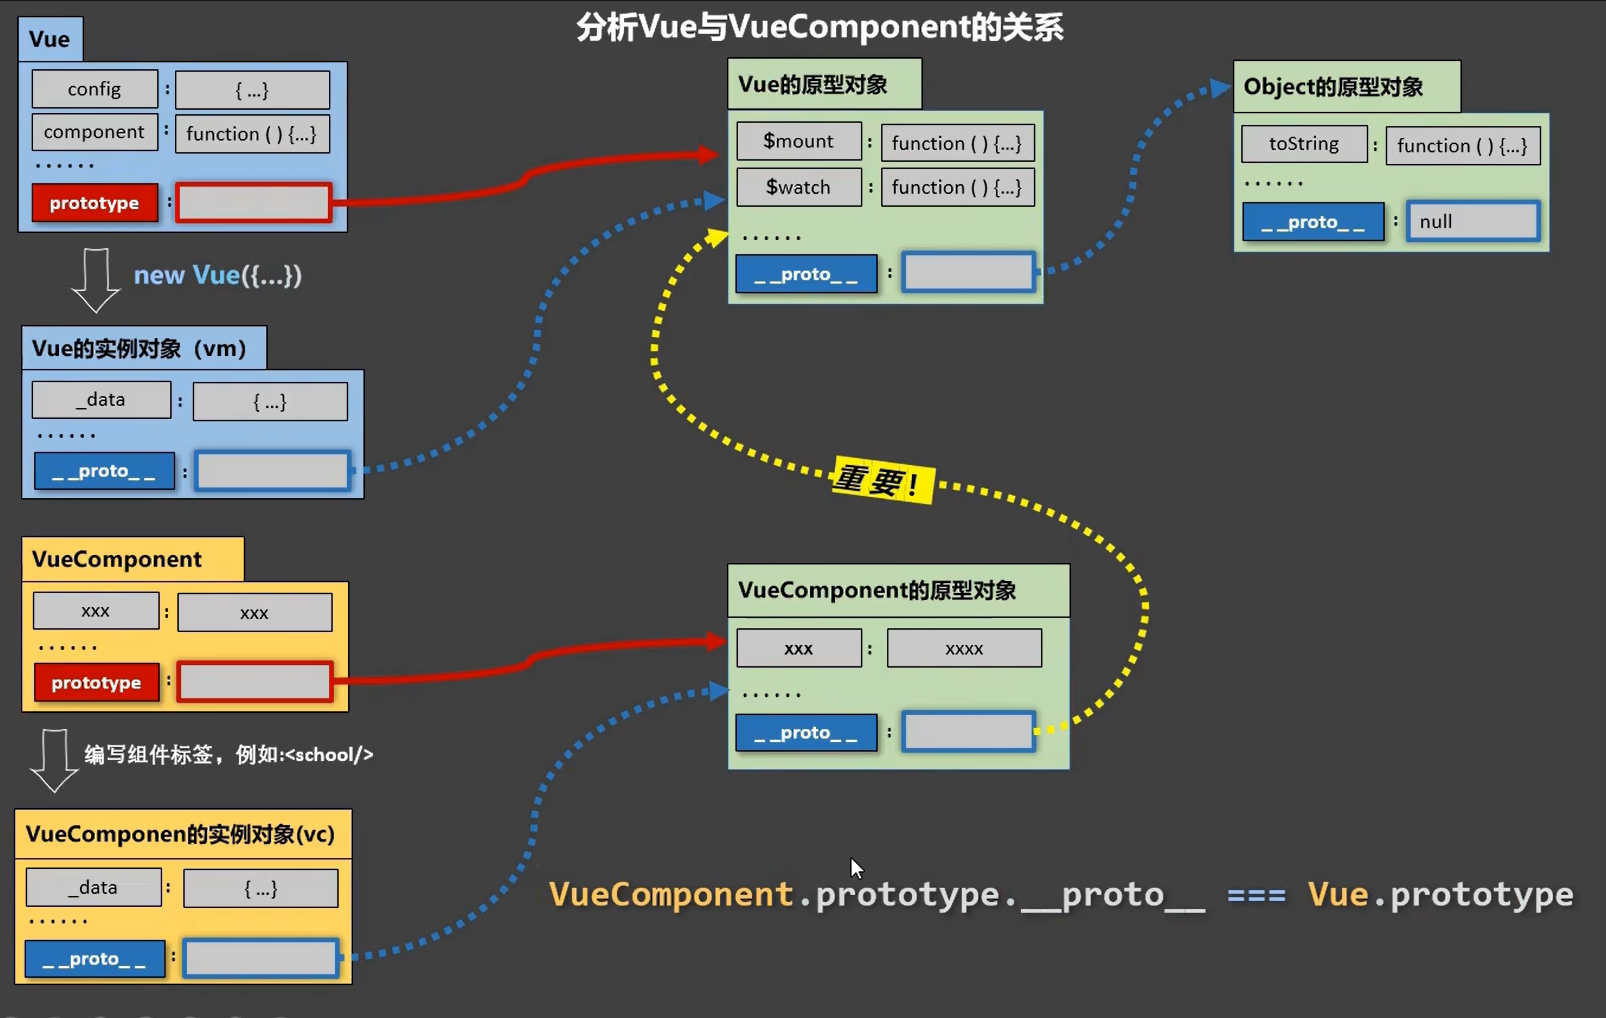 分析Vue与VueComponent的关系
Vue
config : { ...}
component : function ( ) {...}
······
prototype :
new Vue({...})
Vue的实例对象（vm）
_data : { ...}
······
_ _proto_ _ :
VueComponent
xxx : xxx
······
prototype :
编写组件标签，例如:<school/>
VueComponen的实例对象(vc)
_data : { ...}
······
_ _proto_ _ :
Vue的原型对象
$mount : function ( ) {...}
$watch : function ( ) {...}
······
_ _proto_ _ :
重要！
VueComponent的原型对象
xxx : xxxx
······
_ _proto_ _ :
Object的原型对象
toString : function ( ) {...}
······
_ _proto_ _ : null
VueComponent.prototype.__proto__ === Vue.prototype